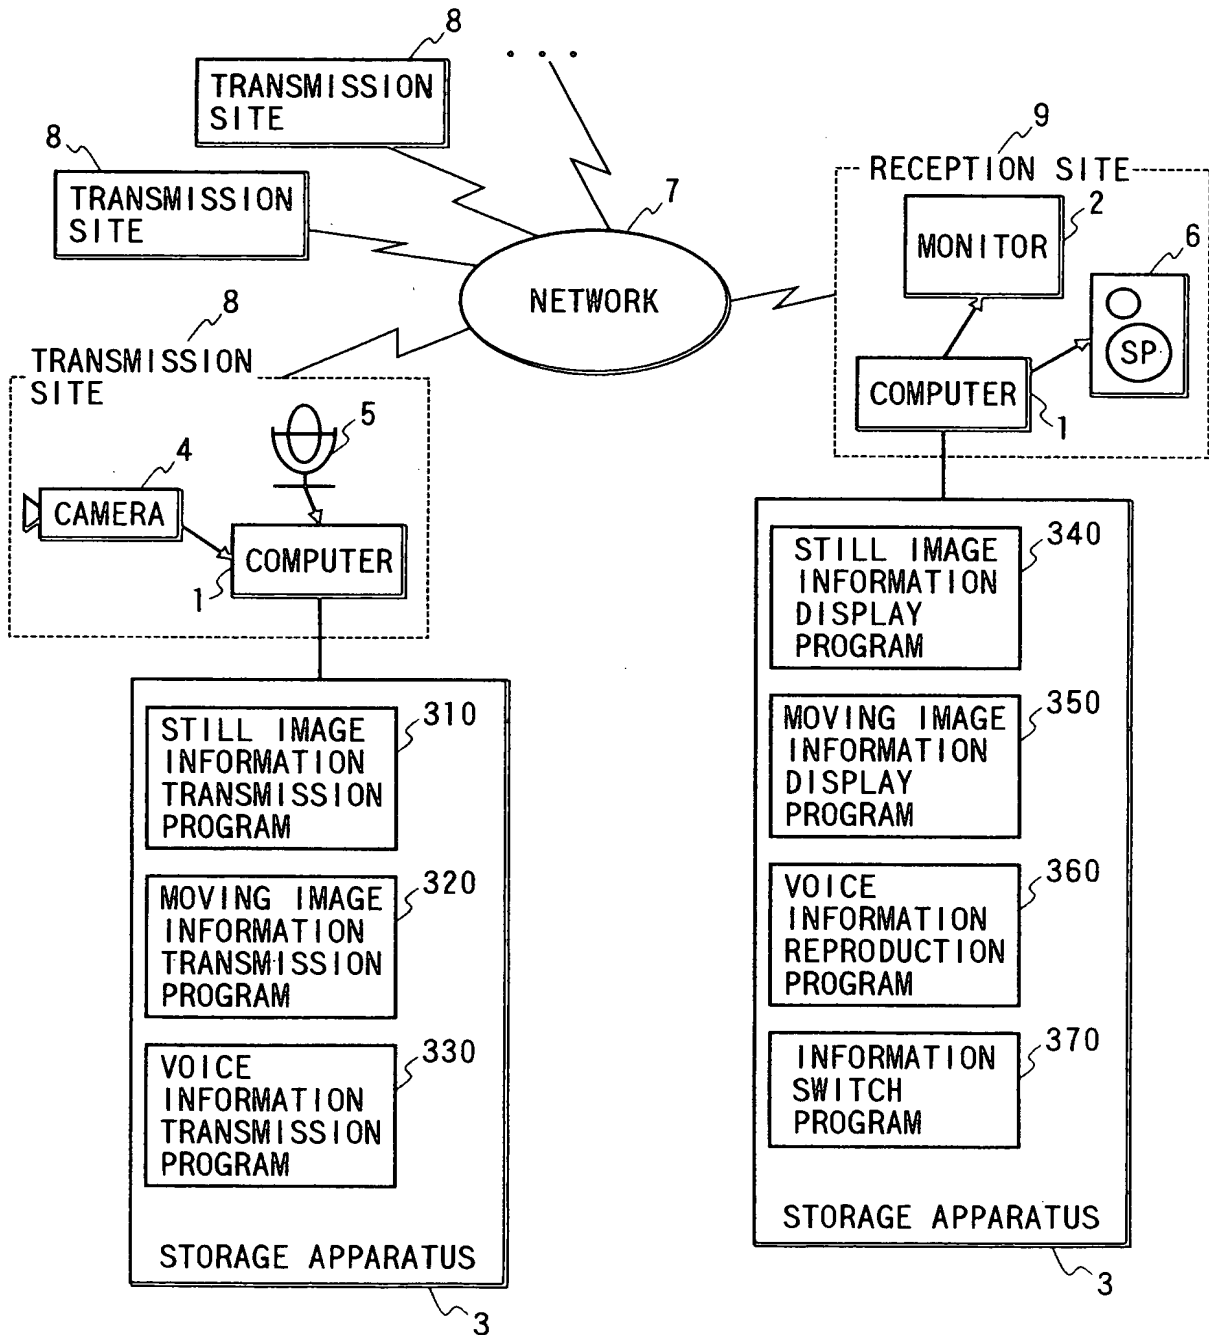 8
. . .
TRANSMISSION
SITE
8
TRANSMISSION
SITE
9
RECEPTION SITE
2
MONITOR
6
SP
COMPUTER
1
7
NETWORK
8
TRANSMISSION
SITE
5
4
CAMERA
COMPUTER
1
310
STILL IMAGE
INFORMATION
TRANSMISSION
PROGRAM
320
MOVING IMAGE
INFORMATION
TRANSMISSION
PROGRAM
330
VOICE
INFORMATION
TRANSMISSION
PROGRAM
STORAGE APPARATUS
3
340
STILL IMAGE
INFORMATION
DISPLAY
PROGRAM
350
MOVING IMAGE
INFORMATION
DISPLAY
PROGRAM
360
VOICE
INFORMATION
REPRODUCTION
PROGRAM
370
INFORMATION
SWITCH
PROGRAM
STORAGE APPARATUS
3